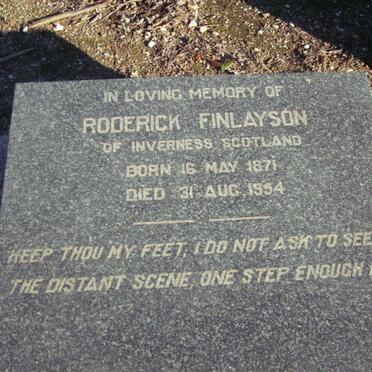 IN LOVING MEMORY OF
RODERICK FINLAYSON
OF INVERNESS SCOTLAND
BORN 16 MAY 1871
DIED 31 AUG. 1954
KEEP THOU MY FEET, I DO NOT ASK TO SEE
THE DISTANT SCENE, ONE STEP ENOUGH